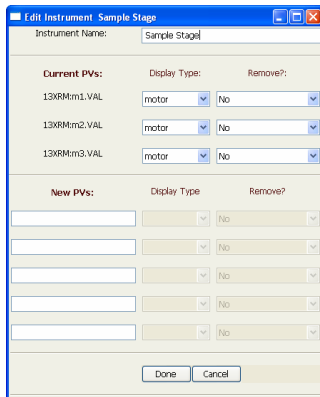 Edit Instrument Sample Stage
Instrument Name: Sample Stage
Current PVs: Display Type: Remove?:
13XRM:m1.VAL motor No
13XRM:m2.VAL motor No
13XRM:m3.VAL motor No
New PVs: Display Type Remove?
No
No
No
No
No
Done Cancel